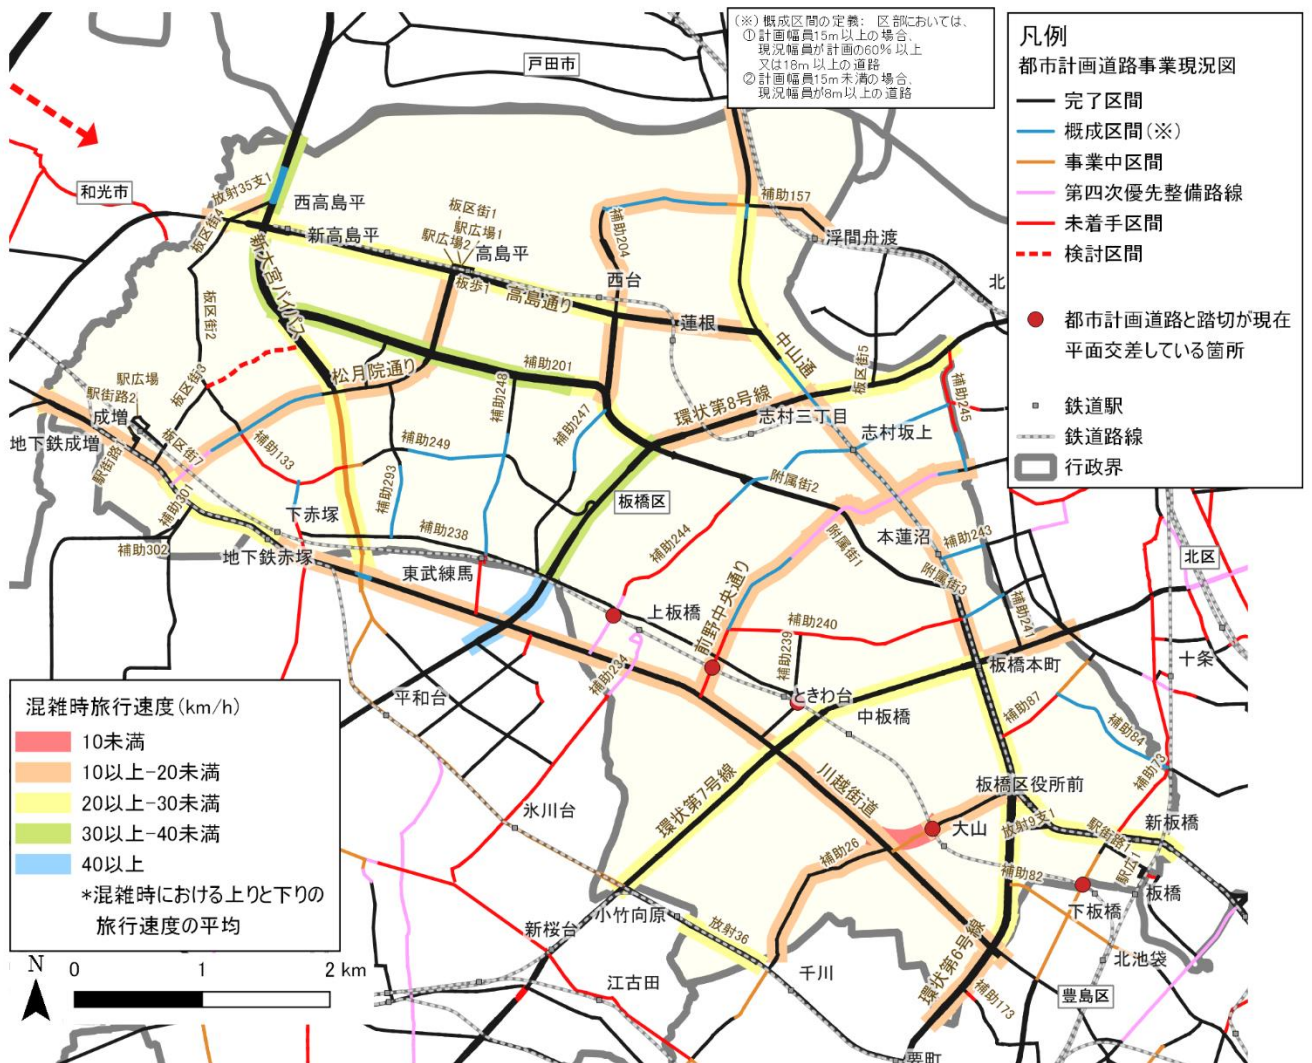 (※)概成区間の定義: 区部においては、
①計画幅員15m以上の場合、
現況幅員が計画の60%以上
又は18m以上の道路
②計画幅員15m未満の場合、
現況幅員が8m以上の道路
凡例
都市計画道路事業現況図
完了区間
概成区間(※)
事業中区間
第四次優先整備路線
未着手区間
検討区間
都市計画道路と踏切が現在
平面交差している箇所
鉄道駅
鉄道路線
行政界
戸田市
和光市
放射35支1
西高島平
板区街4
新高島平
板区街1
駅広場1
駅広場2
高島平
板歩1
高島通り
新大宮バイパス
補助204
補助157
浮間舟渡
西台
蓮根
北
中山道
板区街2
板区街3
板区街5
松月院通り
補助201
補助248
補助247
環状第8号線
志村三丁目
志村坂上
補助245
駅広場
駅街路2
成増
地下鉄成増
駅街路
板区街7
補助133
補助249
補助293
附属街2
板橋区
補助301
下赤塚
補助302
地下鉄赤塚
補助238
東武練馬
補助244
附属街1
本蓮沼
補助243
附属街3
北区
上板橋
前野中央通り
補助240
補助239
補助241
板橋本町
十条
補助234
平和台
ときわ台
中板橋
補助87
補助84
補助73
環状第7号線
川越街道
板橋区役所前
氷川台
大山
放射9支1
駅街路1
新板橋
補助26
補助82
駅広1
板橋
下板橋
小竹向原
新桜台
放射36
環状第6号線
北池袋
江古田
千川
補助173
豊島区
要町
混雑時旅行速度(km/h)
10未満
10以上-20未満
20以上-30未満
30以上-40未満
40以上
*混雑時における上りと下りの
旅行速度の平均
N
0 1 2 km